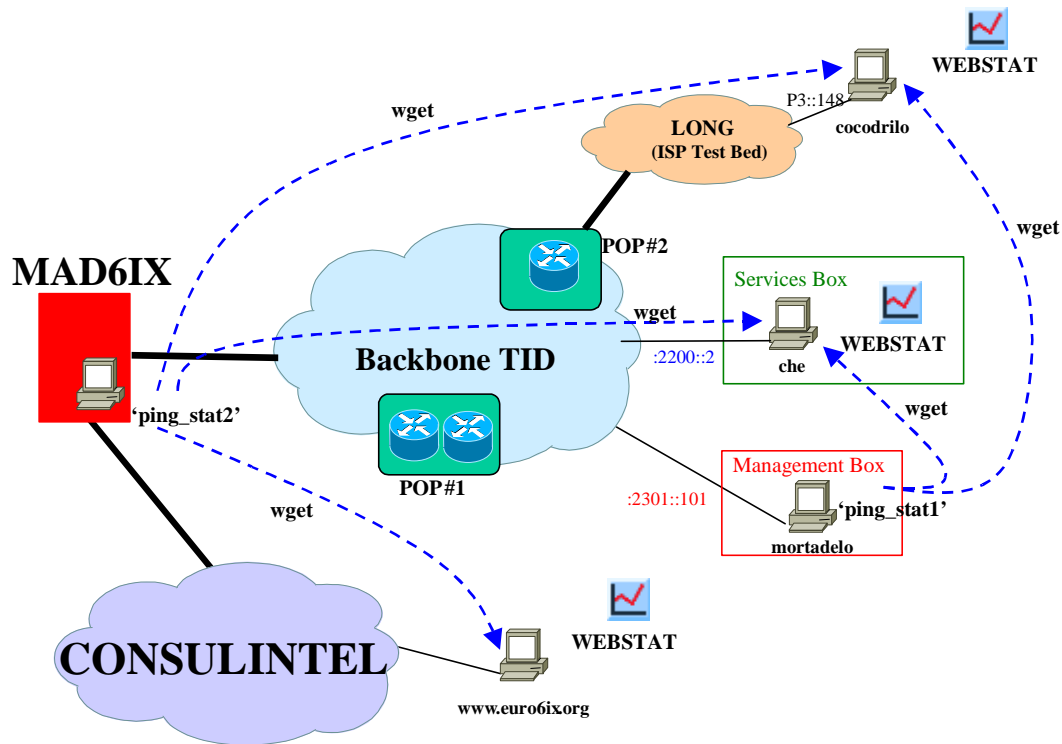 WEBSTAT
wget
P3::148
cocodrilo
LONG
(ISP Test Bed)
wget
POP#2
MAD6IX
Services Box
wget
Backbone TID
:2200::2
WEBSTAT
che
'ping_stat2'
wget
POP#1
Management Box
:2301::101
'ping_stat1'
wget
mortadelo
CONSULINTEL
WEBSTAT
www.euro6ix.org